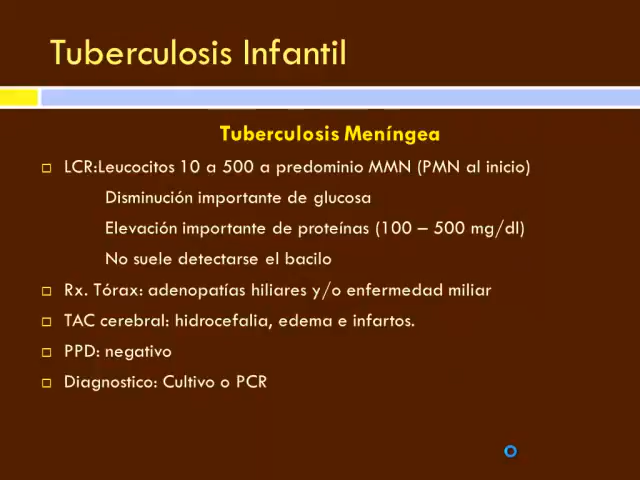 Tuberculosis Infantil
Tuberculosis Meníngea
LCR:Leucocitos 10 a 500 a predominio MMN (PMN al inicio)
Disminución importante de glucosa
Elevación importante de proteínas (100 – 500 mg/dl)
No suele detectarse el bacilo
Rx. Tórax: adenopatías hiliares y/o enfermedad miliar
TAC cerebral: hidrocefalia, edema e infartos.
PPD: negativo
Diagnostico: Cultivo o PCR